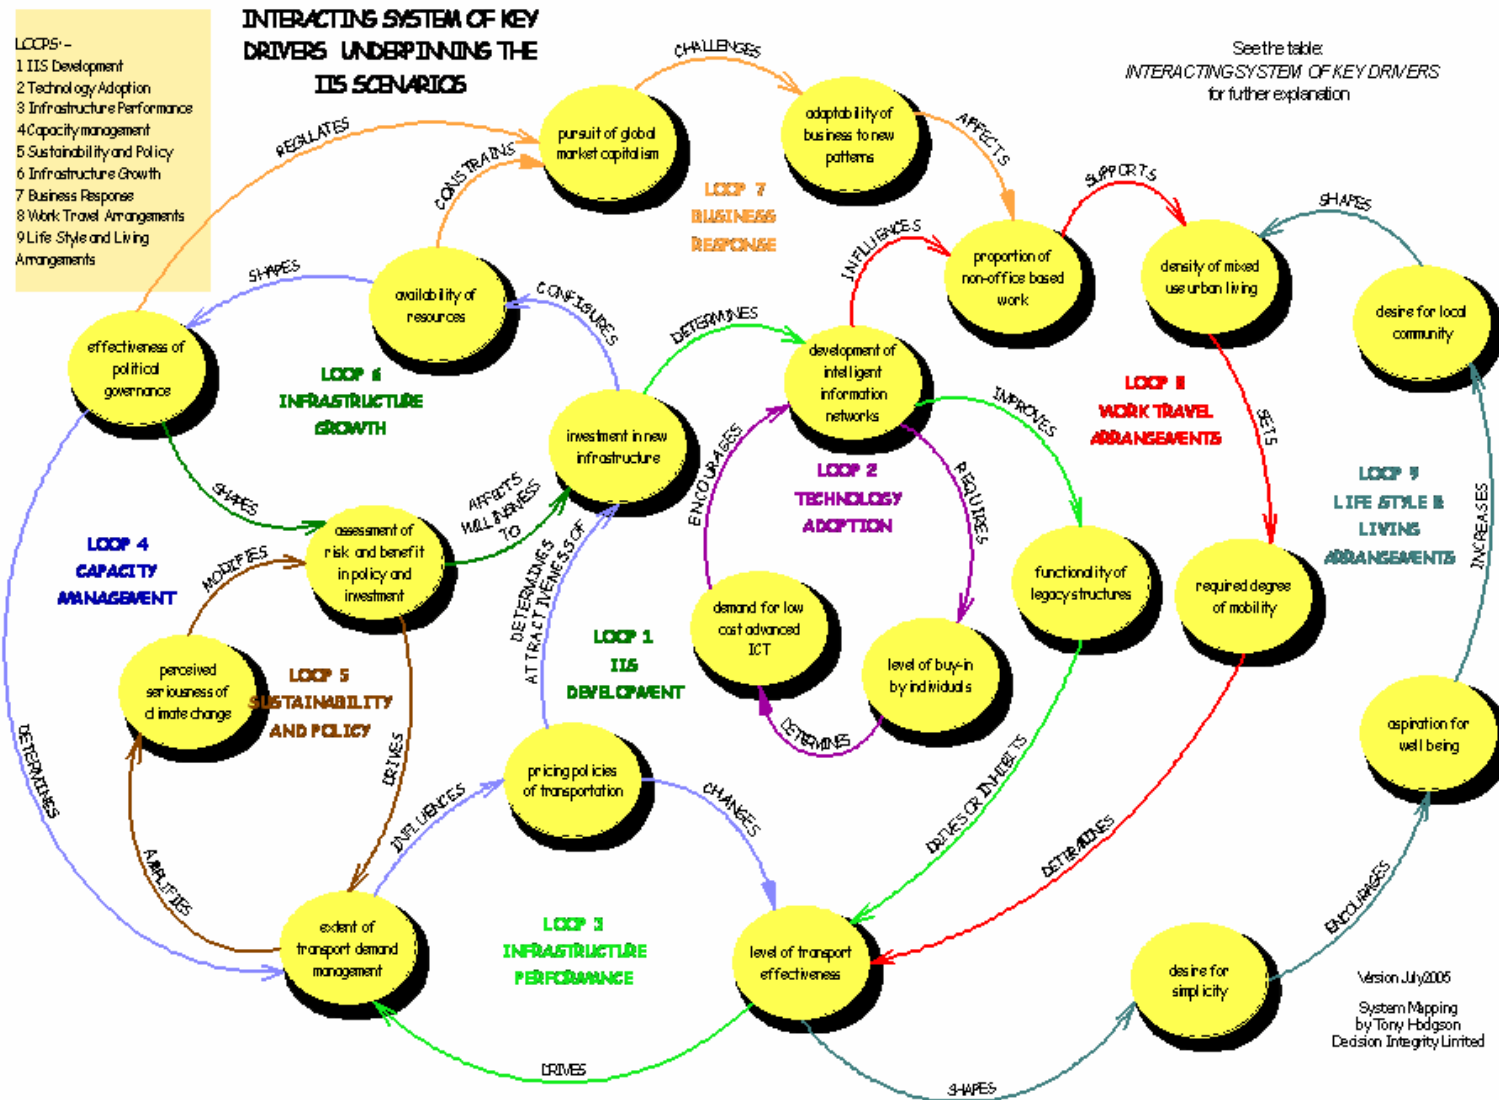 INTERACTING SYSTEM OF KEY
DRIVERS UNDERPINNING THE
IIS SCENARIOS
LOOPS:-
1 IIS Development
2 Technology Adoption
3 Infrastructure Performance
4 Capacity management
5 Sustainability and Policy
6 Infrastructure Growth
7 Business Response
8 Work Travel Arrangements
9 Life Style and Living
Arrangements
See the table:
INTERACTING SYSTEM OF KEY DRIVERS
for futher explanation
CHALLENGES
REGULATES
CONSTRAINS
pursuit of global
market capitalism
adaptability of
business to new
patterns
AFFECTS
LOOP 7
BUSINESS
RESPONSE
SUPPORTS
SHAPES
INFLUENCES
proportion of
non-office based
work
density of mixed
use urban living
desire for local
community
SHAPES
availability of
resources
CONFIGURES
DETERMINES
effectiveness of
political
governance
LOOP 6
INFRASTRUCTURE
GROWTH
development of
intelligent
information
networks
IMPROVES
LOOP 8
WORK TRAVEL
ARRANGEMENTS
SETS
investment in new
infrastructure
ENCOURAGES
LOOP 2
TECHNOLOGY
ADOPTION
REQUIRES
LOOP 9
LIFE STYLE &
LIVING
ARRANGEMENTS
INCREASES
SHAPES
AFFECTS
WILLINGNESS
TO
assessment of
risk and benefit
in policy and
investment
LOOP 4
CAPACITY
MANAGEMENT
MODIFIES
DETERMINES
ATTRACTIVENESS OF
functionality of
legacy structures
required degree
of mobility
demand for low
cast advanced
ICT
LOOP 1
IIS
DEVELOPMENT
level of buy-in
by individuals
perceived
seriousness of
climate change
LOOP 5
SUSTAINABILITY
AND POLICY
DETERMINES
aspiration for
well being
DETERMINES
DRIVES
pricing policies
of transportation
INFLUENCES
CHANGES
DRIVES OR INHIBITS
DETERMINES
AMPLIFIES
ENCOURAGES
extent of
transport demand
management
LOOP 3
INFRASTRUCTURE
PERFORMANCE
level of transport
effectiveness
desire for
simplicity
DRIVES
SHAPES
Version July2005
System Mapping
by Tony Hodgson
Decision Integrity Limited